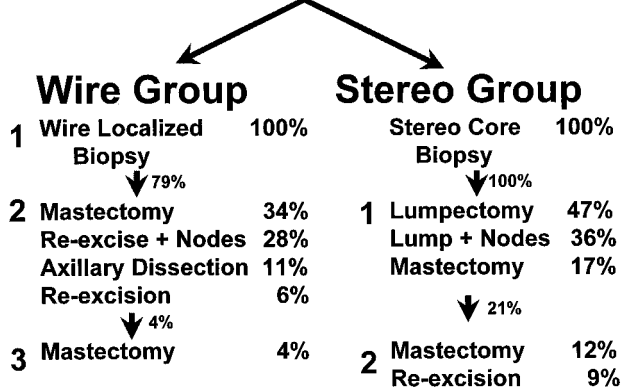 Wire Group
1 Wire Localized 100%
Biopsy
79%
2 Mastectomy 34%
Re-excise + Nodes 28%
Axillary Dissection 11%
Re-excision 6%
4%
3 Mastectomy 4%
Stereo Group
Stereo Core 100%
Biopsy
100%
1 Lumpectomy 47%
Lump + Nodes 36%
Mastectomy 17%
21%
2 Mastectomy 12%
Re-excision 9%